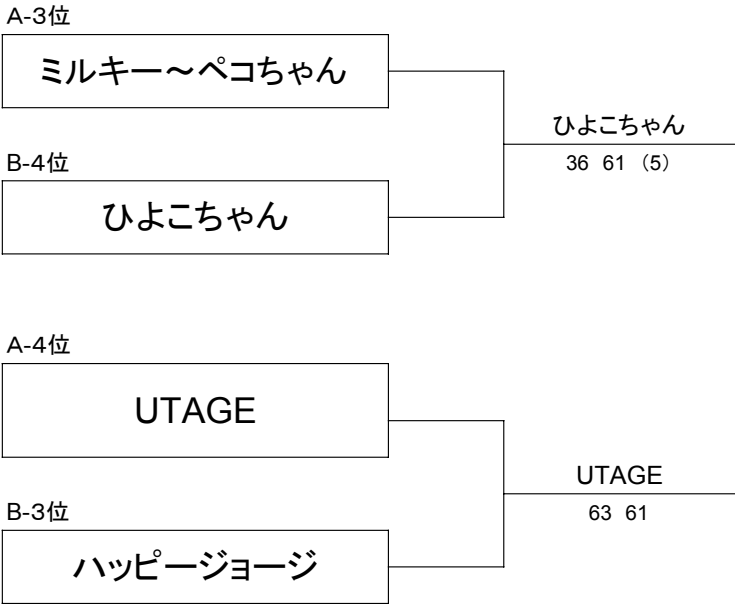 A-3位
ミルキー～ペコちゃん
ひよこちゃん
36 61 （5）
B-4位
ひよこちゃん
A-4位
UTAGE
UTAGE
63 61
B-3位
ハッピージョージ